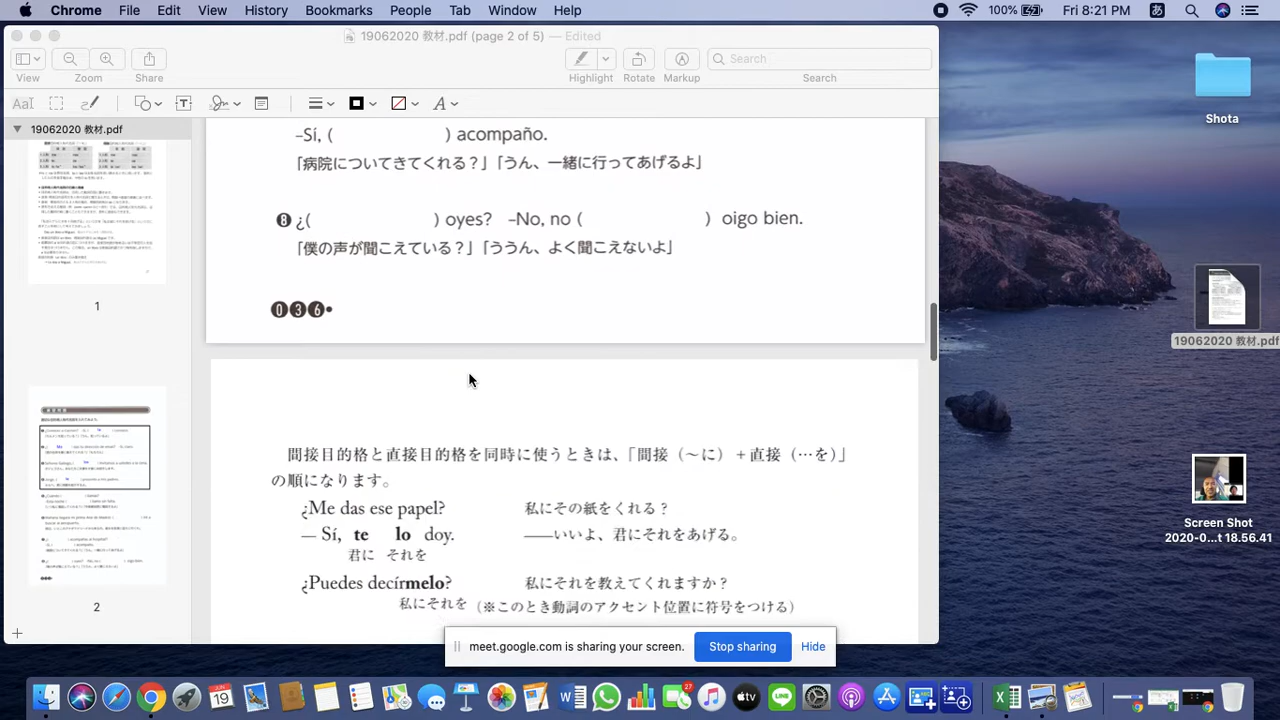 Chrome File Edit View History Bookmarks People Tab Window Help 100% Fri 8:21 PM あ
19062020 教材.pdf (page 2 of 5) — Edited
View Zoom Share Highlight Rotate Markup Search
Search
19062020 教材.pdf
1
2
–Sí, ( ) acompaño.
「病院についてきてくれる？」「うん、一緒に行ってあげるよ」
❽ ¿( ) oyes? –No, no ( ) oigo bien.
「僕の声が聞こえている？」「ううん、よく聞こえないよ」
036•
間接目的格と直接目的格を同時に使うときは、「間接（〜に）＋直接（…を）」
の順になります。
¿Me das ese papel? 私にその紙をくれる？
— Sí, te lo doy. ——うん、君にそれをあげる。
君に それを
¿Puedes decírmelo? 私にそれを教えてくれますか？
私にそれを （※このとき動詞のアクセント位置に符号をつける）
meet.google.com is sharing your screen. Stop sharing Hide
Shota
19062020 教材.pdf
Screen Shot
2020-0...t 18.56.41
JUN
19
27